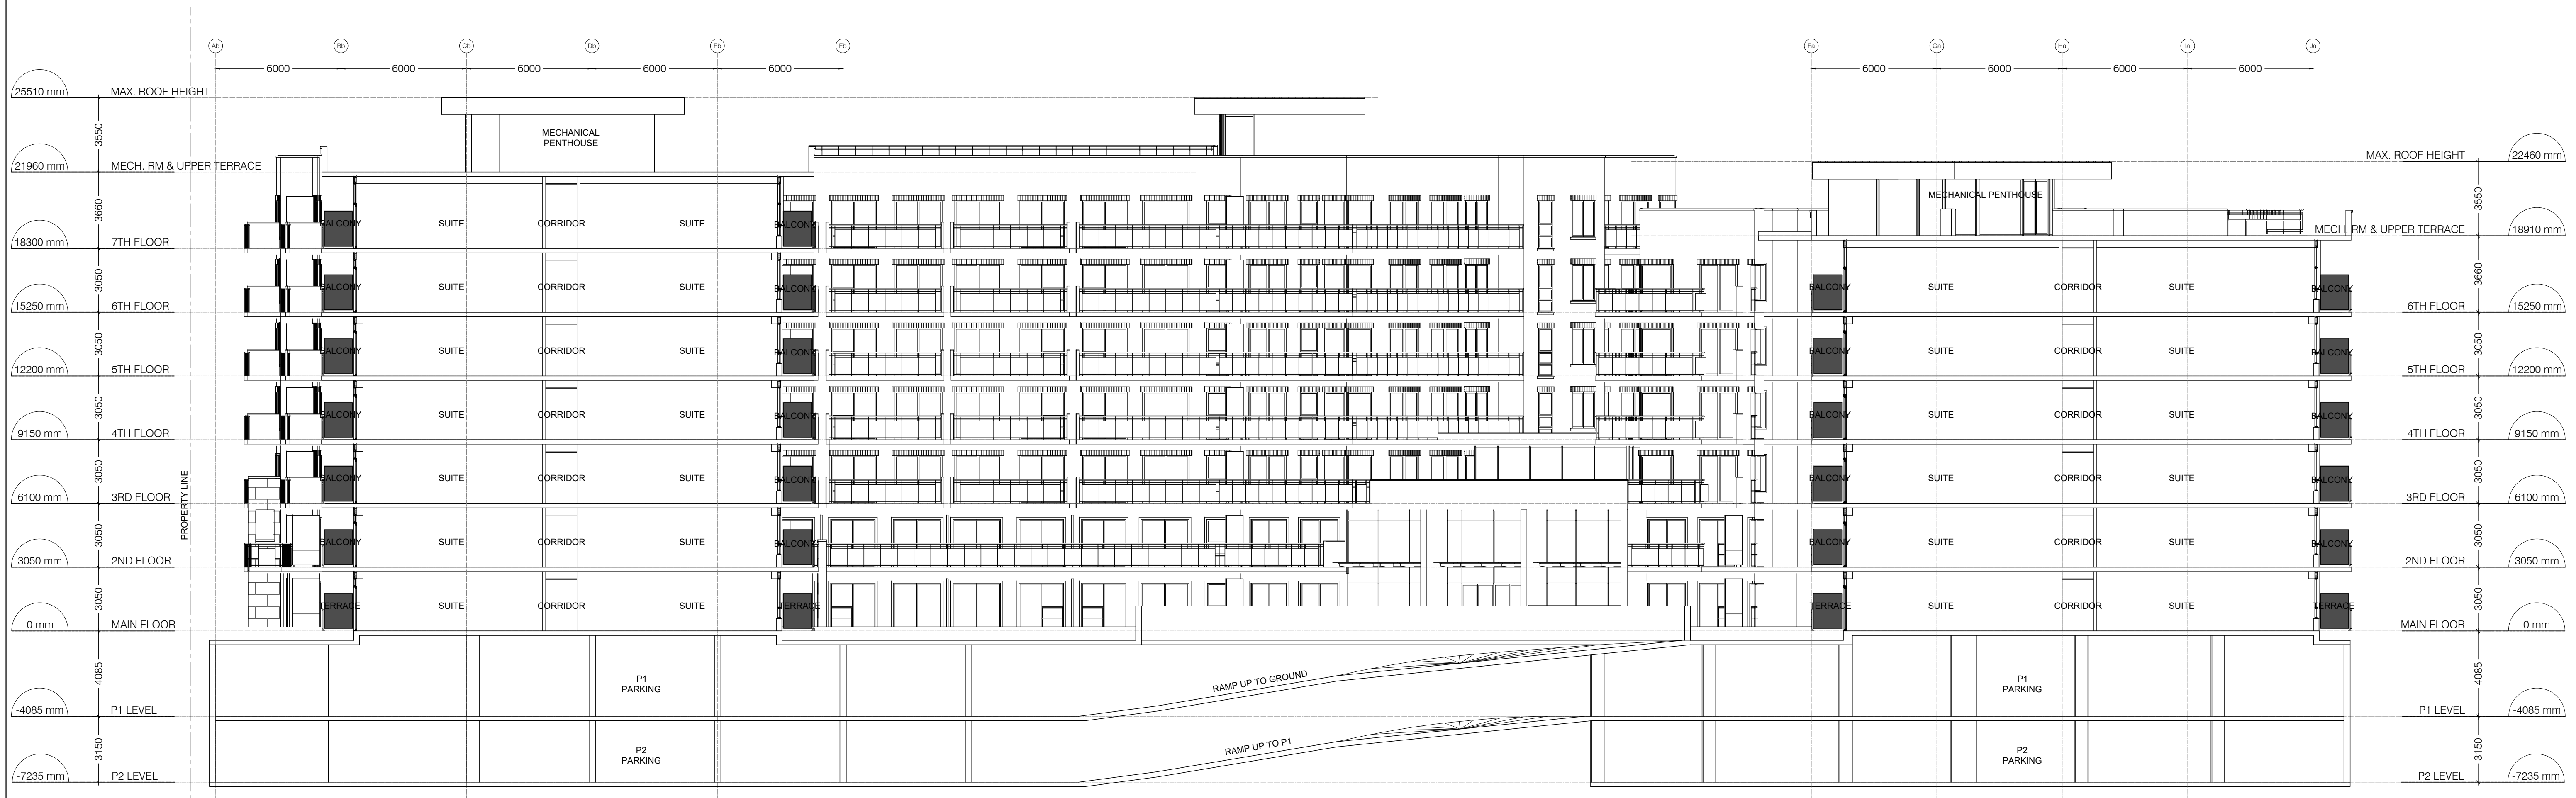 Ab Bb Cb Db Eb Fb Fa Ga Ha Ia Ja
6000 6000 6000 6000 6000 6000 6000 6000 6000
25510 mm MAX. ROOF HEIGHT
3550
MECHANICAL
PENTHOUSE
21960 mm MECH. RM & UPPER TERRACE
MAX. ROOF HEIGHT 22460 mm
MECHANICAL PENTHOUSE
3550
3660
BALCONY SUITE CORRIDOR SUITE BALCONY
18300 mm 7TH FLOOR
MECH. RM & UPPER TERRACE 18910 mm
3050 3660
BALCONY SUITE CORRIDOR SUITE BALCONY BALCONY SUITE CORRIDOR SUITE BALCONY
15250 mm 6TH FLOOR 6TH FLOOR 15250 mm
3050 3050
BALCONY SUITE CORRIDOR SUITE BALCONY BALCONY SUITE CORRIDOR SUITE BALCONY
12200 mm 5TH FLOOR 5TH FLOOR 12200 mm
3050 3050
BALCONY SUITE CORRIDOR SUITE BALCONY BALCONY SUITE CORRIDOR SUITE BALCONY
9150 mm 4TH FLOOR 4TH FLOOR 9150 mm
3050 3050
BALCONY SUITE CORRIDOR SUITE BALCONY BALCONY SUITE CORRIDOR SUITE BALCONY
6100 mm 3RD FLOOR 3RD FLOOR 6100 mm
PROPERTY LINE
3050 3050
BALCONY SUITE CORRIDOR SUITE BALCONY BALCONY SUITE CORRIDOR SUITE BALCONY
3050 mm 2ND FLOOR 2ND FLOOR 3050 mm
3050 3050
TERRACE SUITE CORRIDOR SUITE TERRACE TERRACE SUITE CORRIDOR SUITE TERRACE
0 mm MAIN FLOOR MAIN FLOOR 0 mm
4085 4085
P1
PARKING
RAMP UP TO GROUND
P1
PARKING
-4085 mm P1 LEVEL P1 LEVEL -4085 mm
3150 3150
P2
PARKING
RAMP UP TO P1
P2
PARKING
-7235 mm P2 LEVEL P2 LEVEL -7235 mm